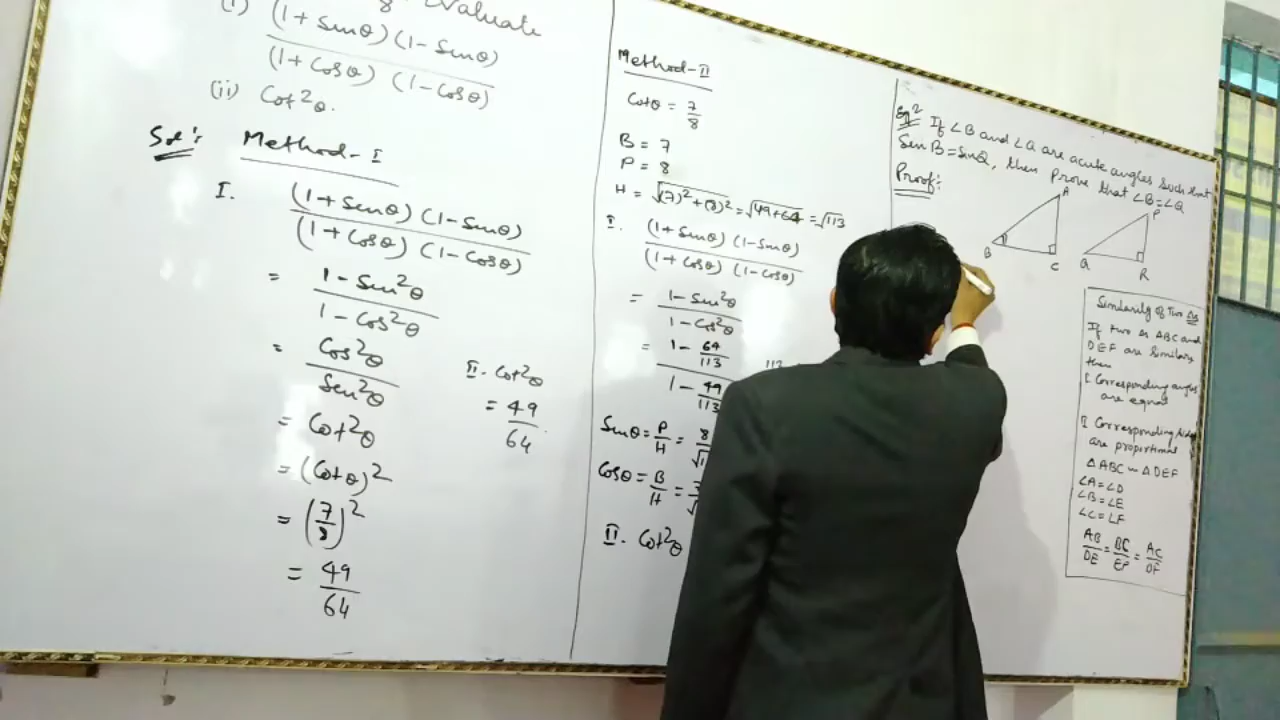 (i) (1 + Sinθ) (1 - Sinθ)
(1 + Cosθ) (1 - Cosθ)
(ii) Cot²θ.
Solⁿ: Method-I
I. (1 + Sinθ) (1 - Sinθ)
(1 + Cosθ) (1 - Cosθ)
= 1 - Sin²θ
1 - Cos²θ
= Cos²θ
Sin²θ
= Cot²θ
= (Cotθ)²
= (7/8)²
= 49
64
II. Cot²θ
= 49
64.
Method-II
Cotθ = 7/8
B = 7
P = 8
H = √(7)²+(8)² = √49+64 = √113
I. (1 + Sinθ) (1 - Sinθ)
(1 + Cosθ) (1 - Cosθ)
= 1 - Sin²θ
1 - Cos²θ
= 1 - 64/113
1 - 49/113
Sinθ = P/H = 8
Cosθ = B/H =
II. Cot²θ
Eg 2 If ∠B and ∠Q are acute angles such that
Sin B = Sin Q, then prove that ∠B = ∠Q
Proof:
A
B
C
P
Q
R
Similarity of Two Δs
If two Δs ABC and
DEF are similar,
then
I Corresponding angles
are equal
II Corresponding sides
are proportional
Δ ABC ~ Δ DEF
∠A = ∠D
∠B = ∠E
∠C = ∠F
AB/DE = BC/EF = AC/DF